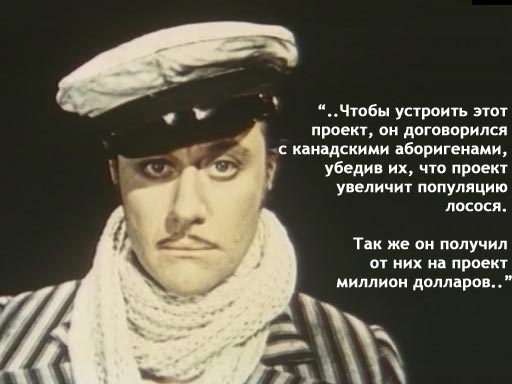 “..Чтобы устроить этот
проект, он договорился
с канадскими аборигенами,
убедив их, что проект
увеличит популяцию
лосося.
Так же он получил
от них на проект
миллион долларов..”